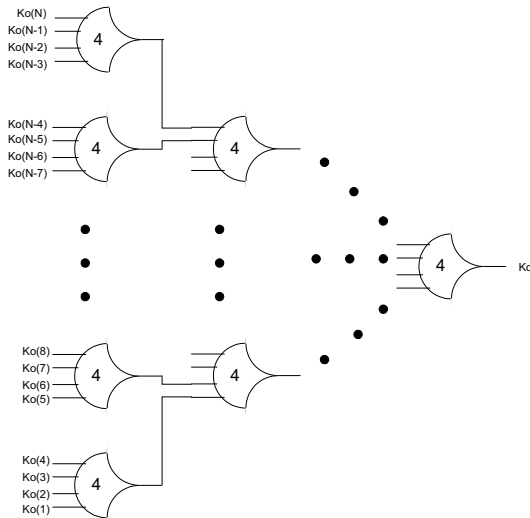 Ko(N)
Ko(N-1)
Ko(N-2)
Ko(N-3)
4
Ko(N-4)
Ko(N-5)
Ko(N-6)
Ko(N-7)
4
4
4
Ko
Ko(8)
Ko(7)
Ko(6)
Ko(5)
4
4
Ko(4)
Ko(3)
Ko(2)
Ko(1)
4